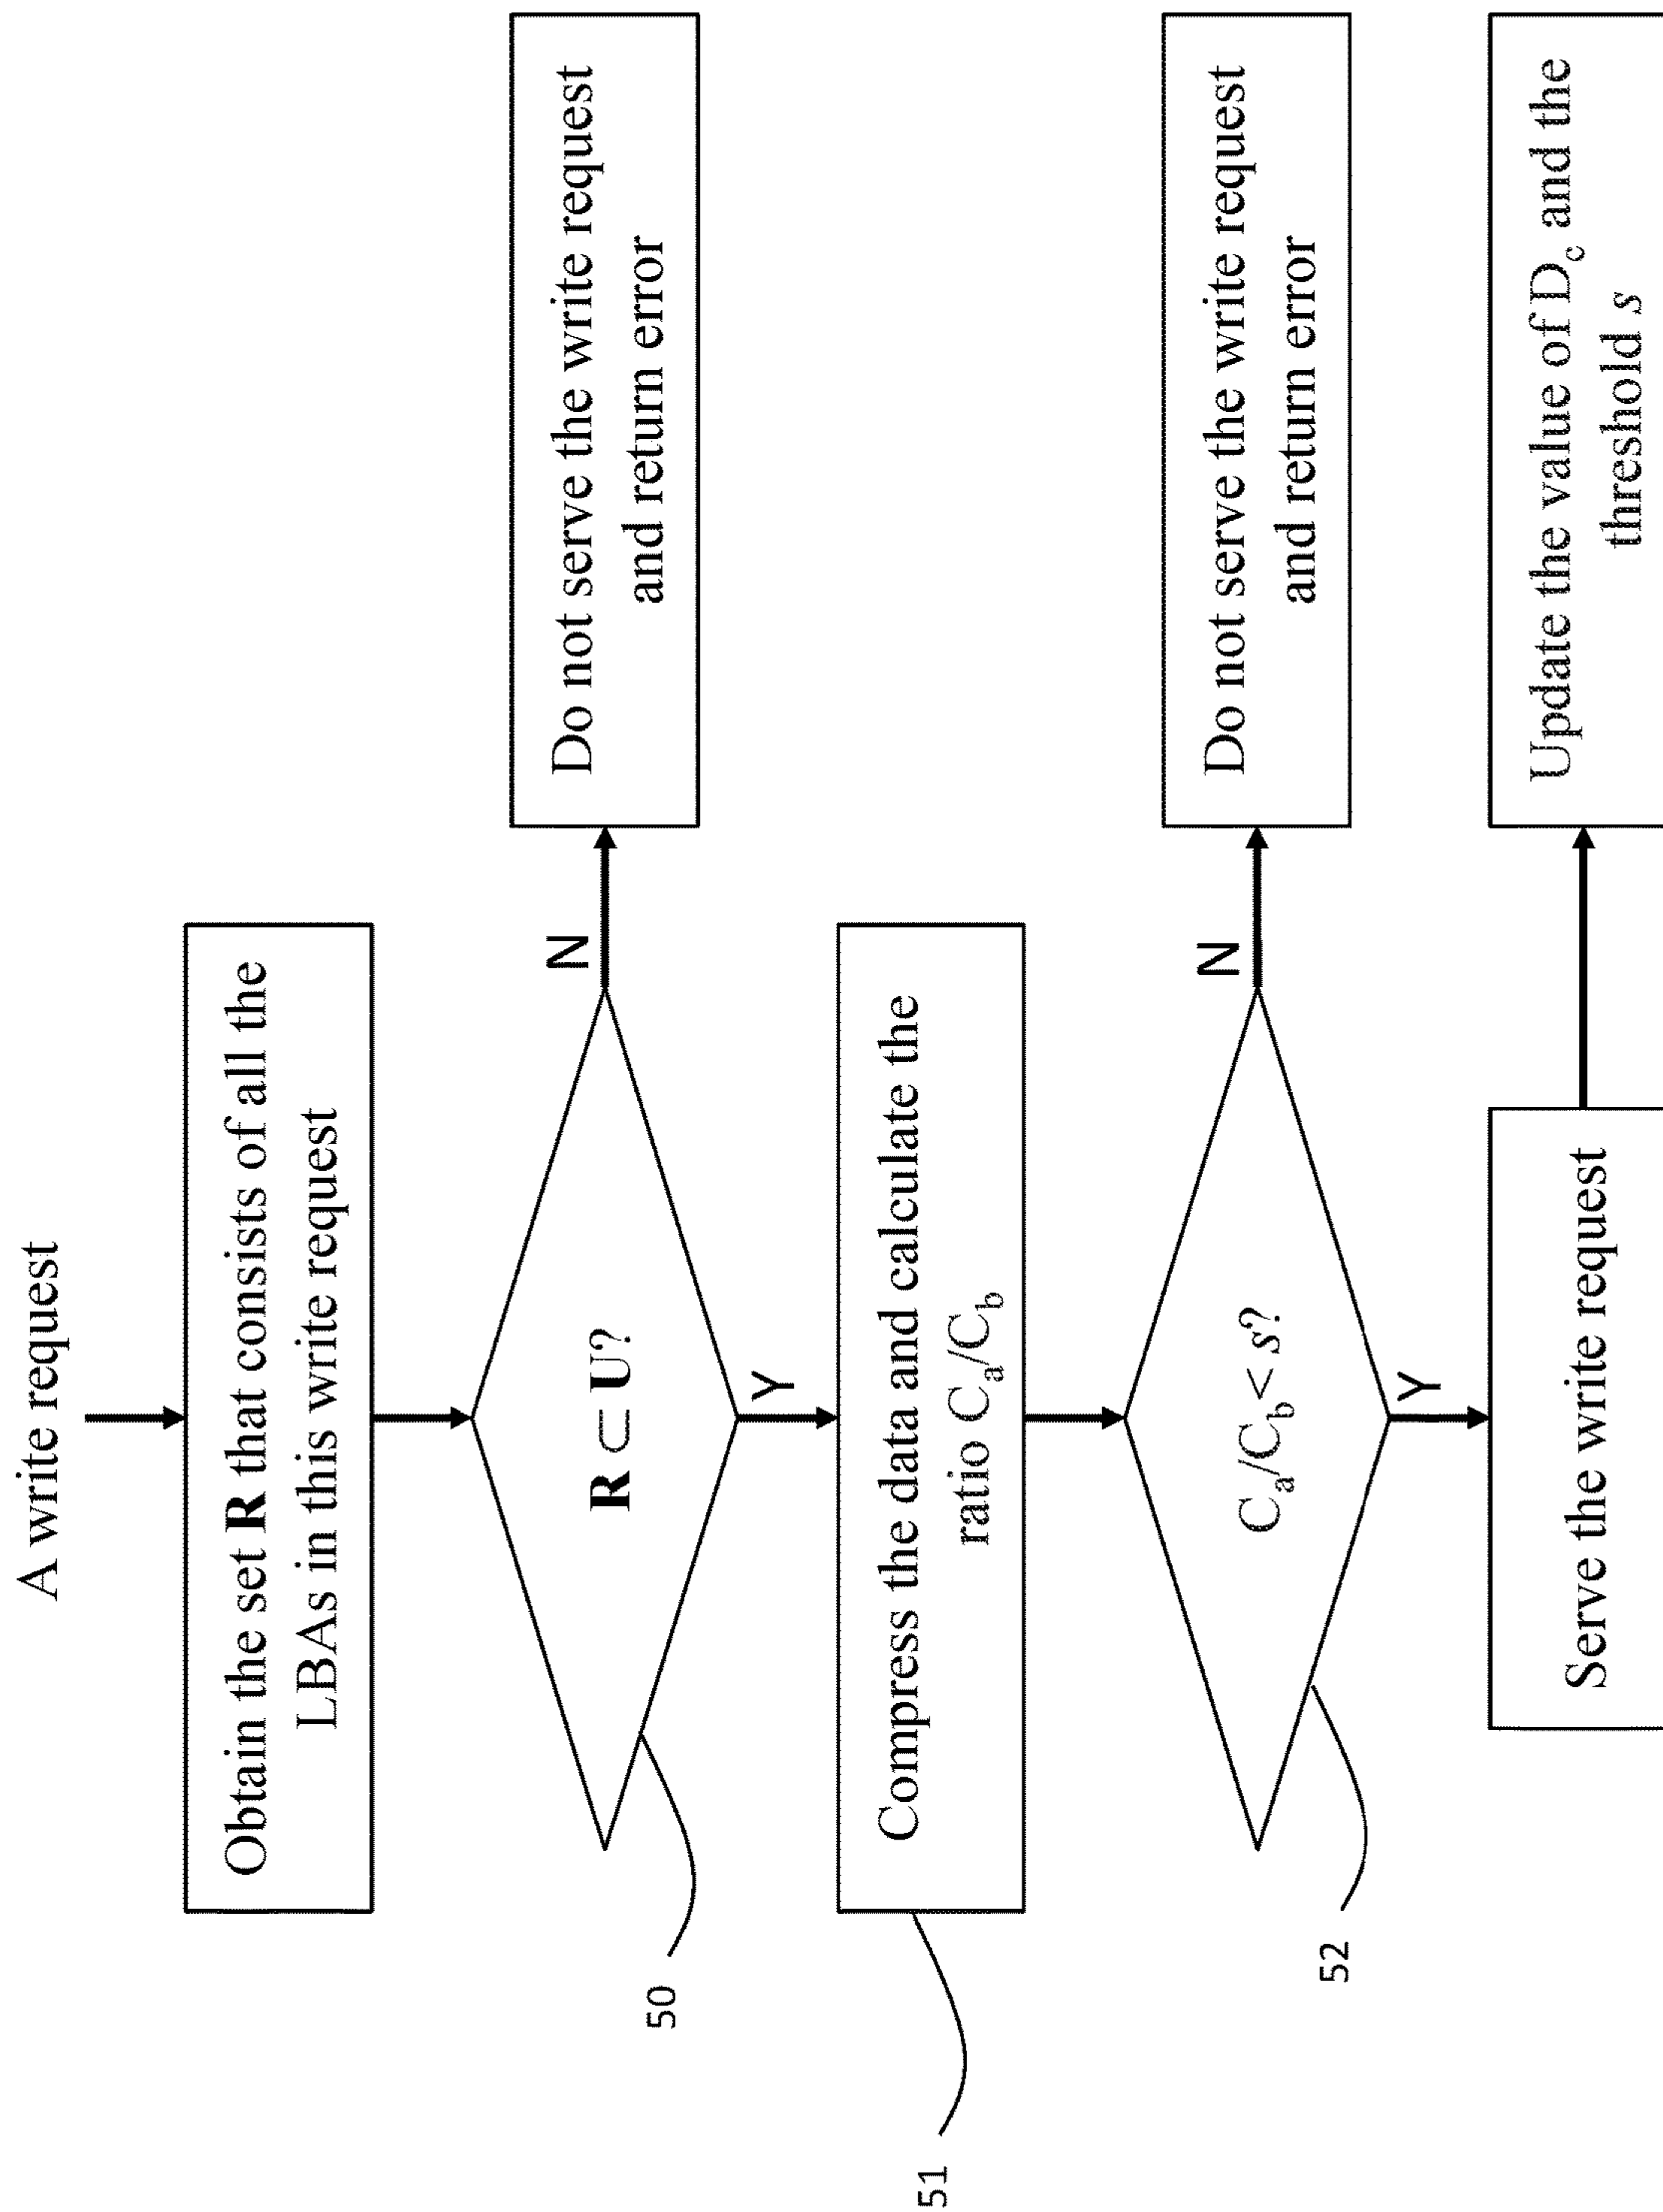 A write request
Obtain the set R that consists of all the
LBAs in this write request
R ⊂ U?
50
N
Do not serve the write request
and return error
Y
Compress the data and calculate the
ratio Ca/Cb
51
Ca/Cb < s?
52
N
Do not serve the write request
and return error
Y
Serve the write request
Update the value of Dc and the
threshold s